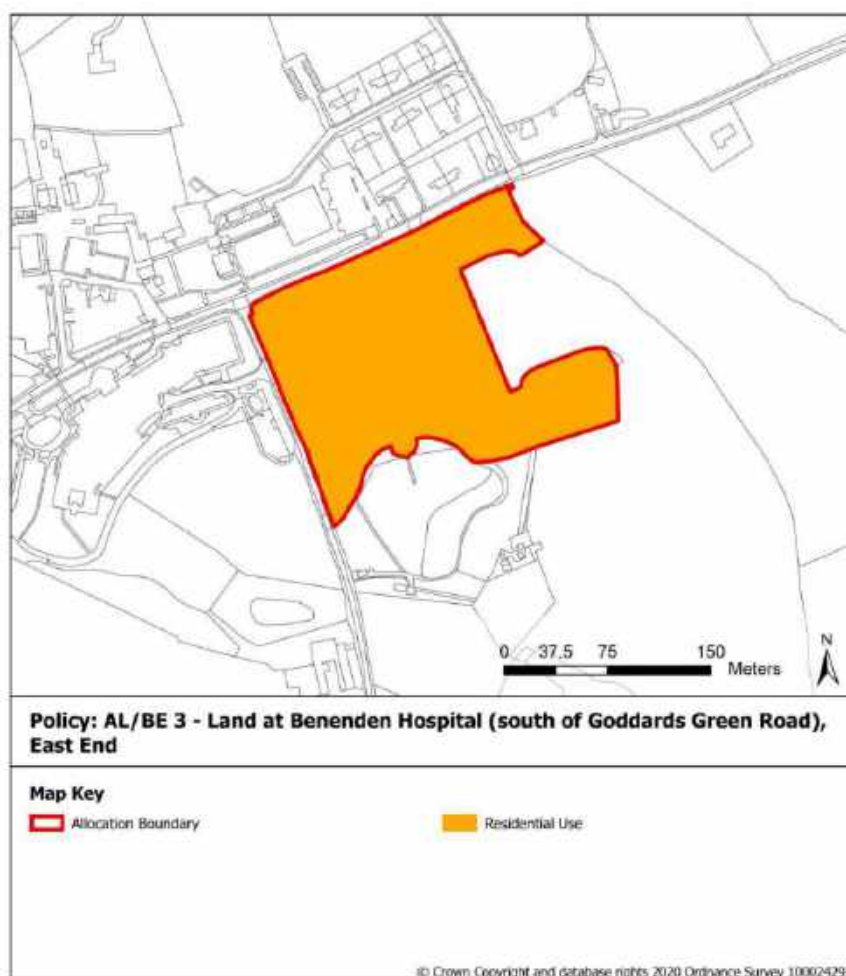 N
0 37.5 75 150
Meters
Policy: AL/BE 3 - Land at Benenden Hospital (south of Goddards Green Road),
East End
Map Key
Allocation Boundary
Residential Use
© Crown Copyright and database rights 2020 Ordnance Survey 10002429